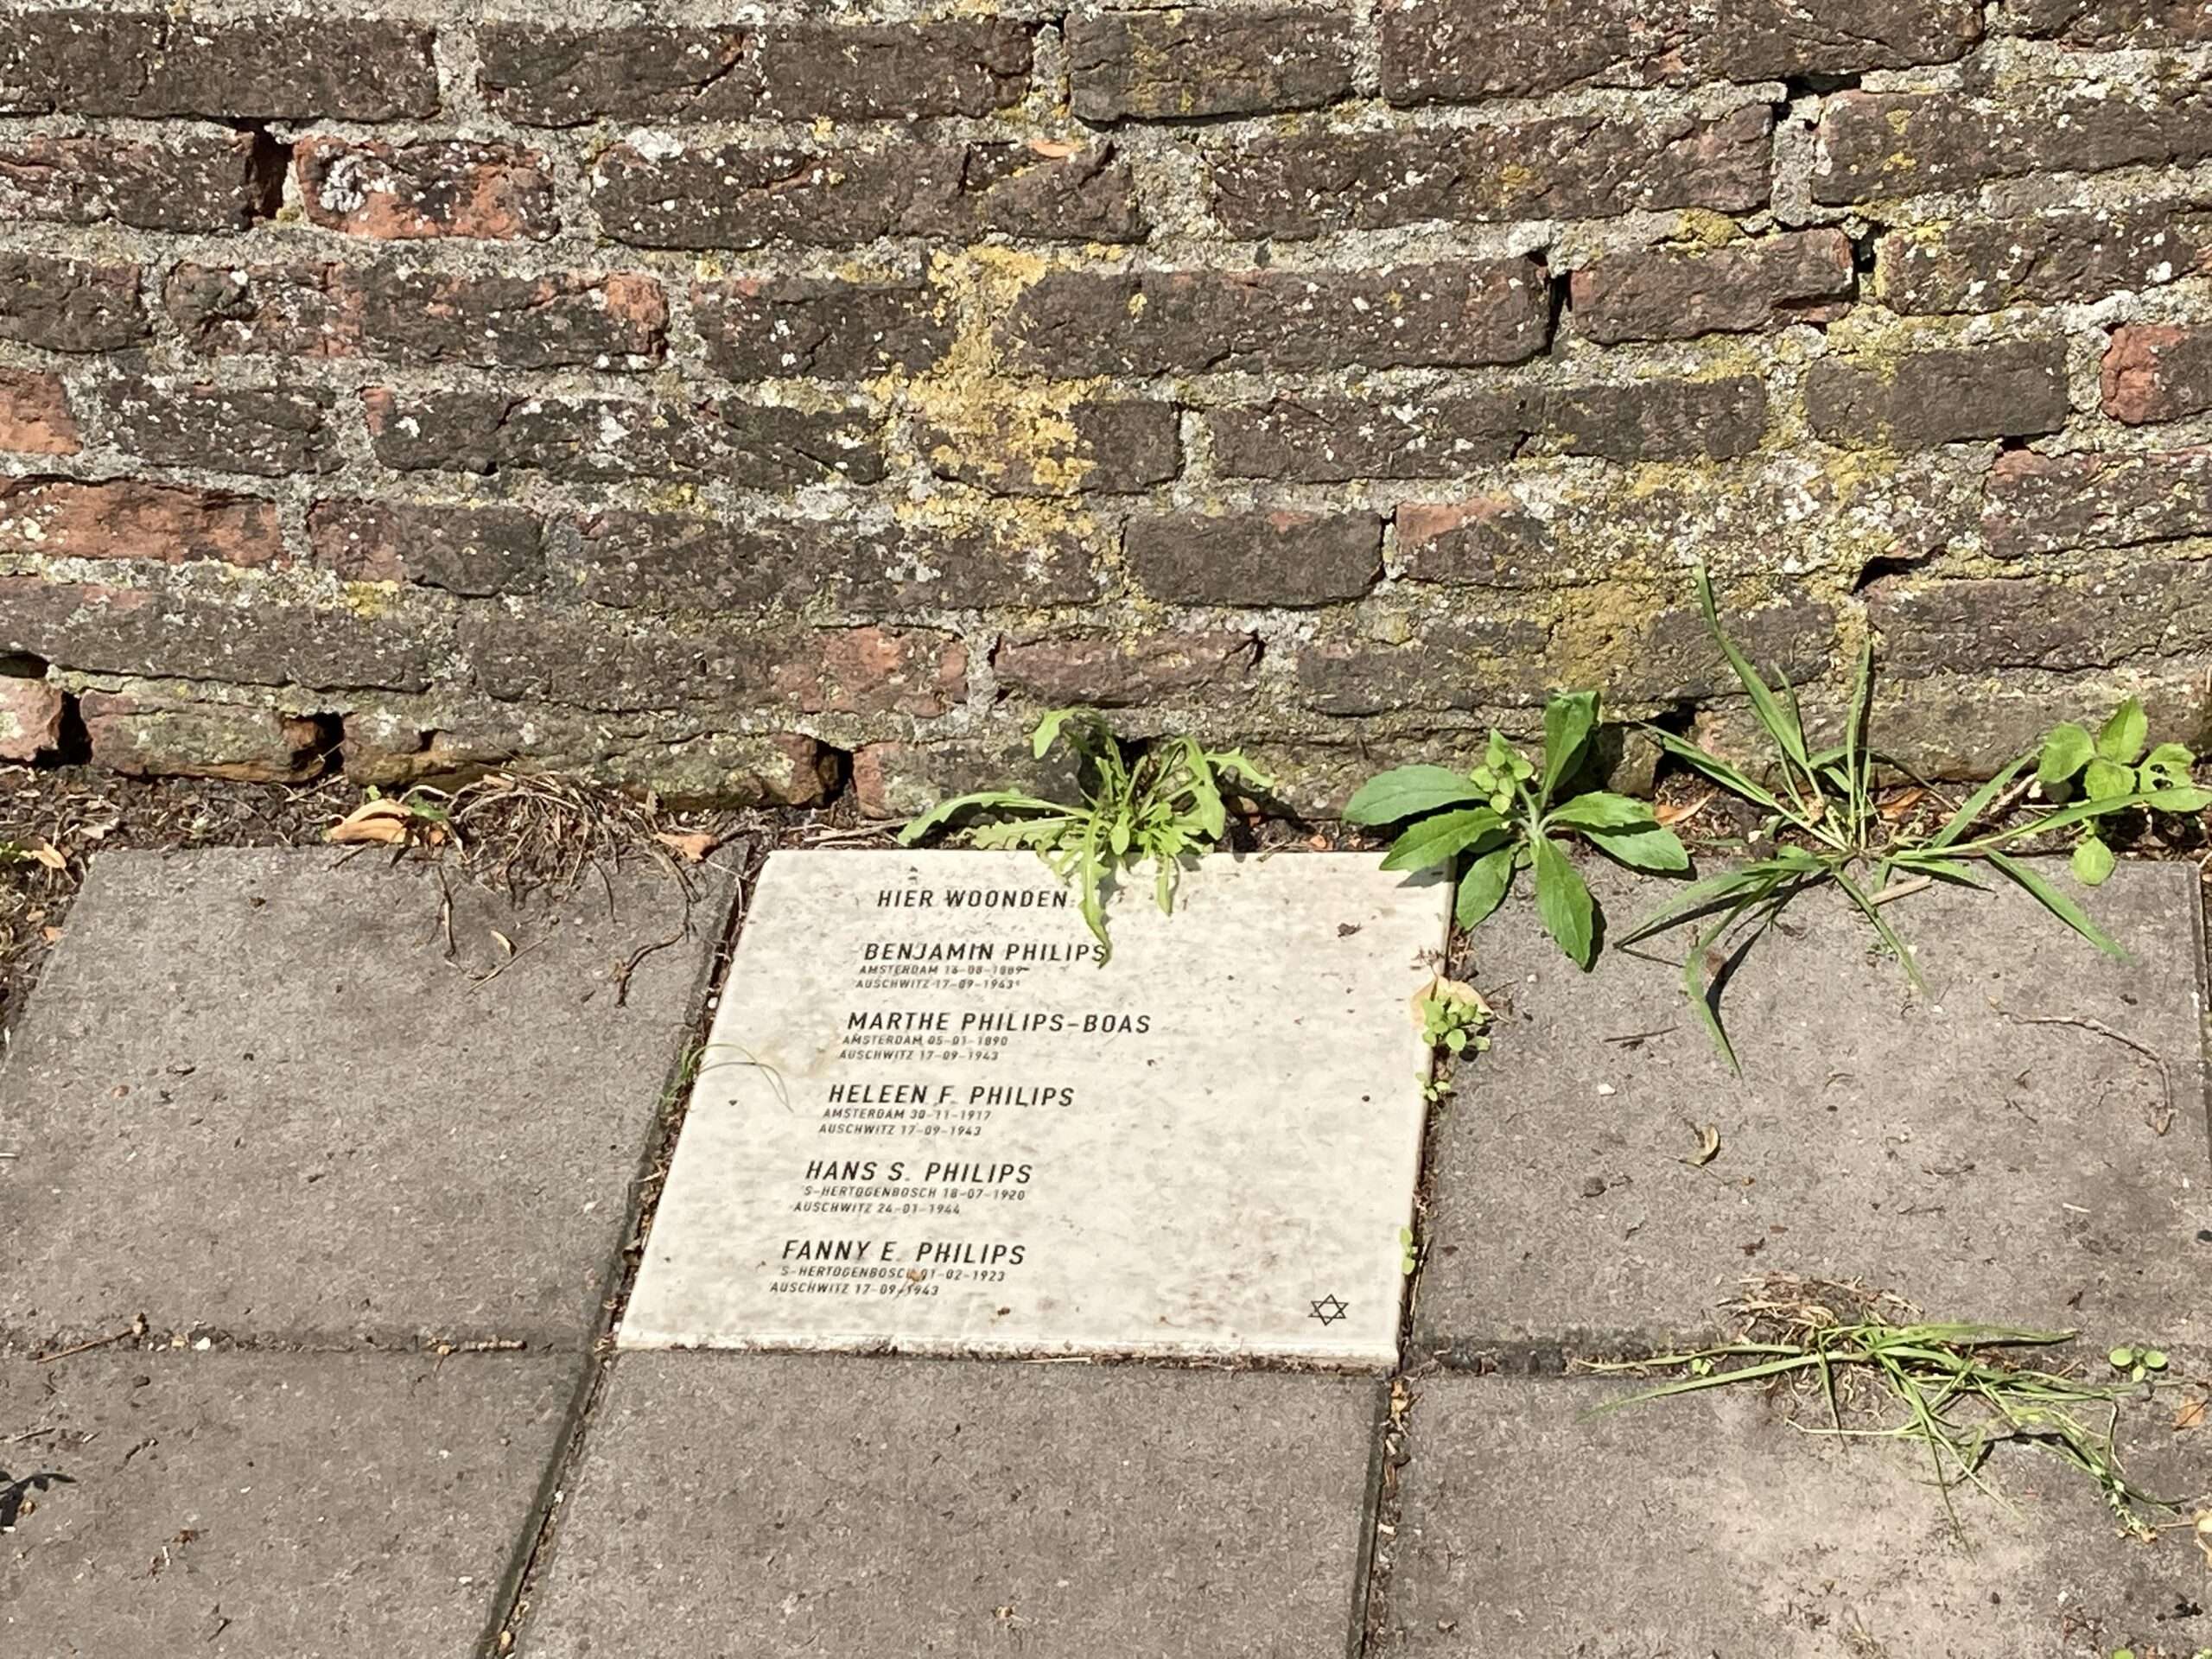 HIER WOONDEN
BENJAMIN PHILIPS
AMSTERDAM 16-08-1889
AUSCHWITZ 17-09-1943
MARTHE PHILIPS-BOAS
AMSTERDAM 05-01-1890
AUSCHWITZ 17-09-1943
HELEEN F. PHILIPS
AMSTERDAM 30-11-1917
AUSCHWITZ 17-09-1943
HANS S. PHILIPS
'S-HERTOGENBOSCH 18-07-1920
AUSCHWITZ 24-01-1944
FANNY E. PHILIPS
'S-HERTOGENBOSCH 01-02-1923
AUSCHWITZ 17-09-1943